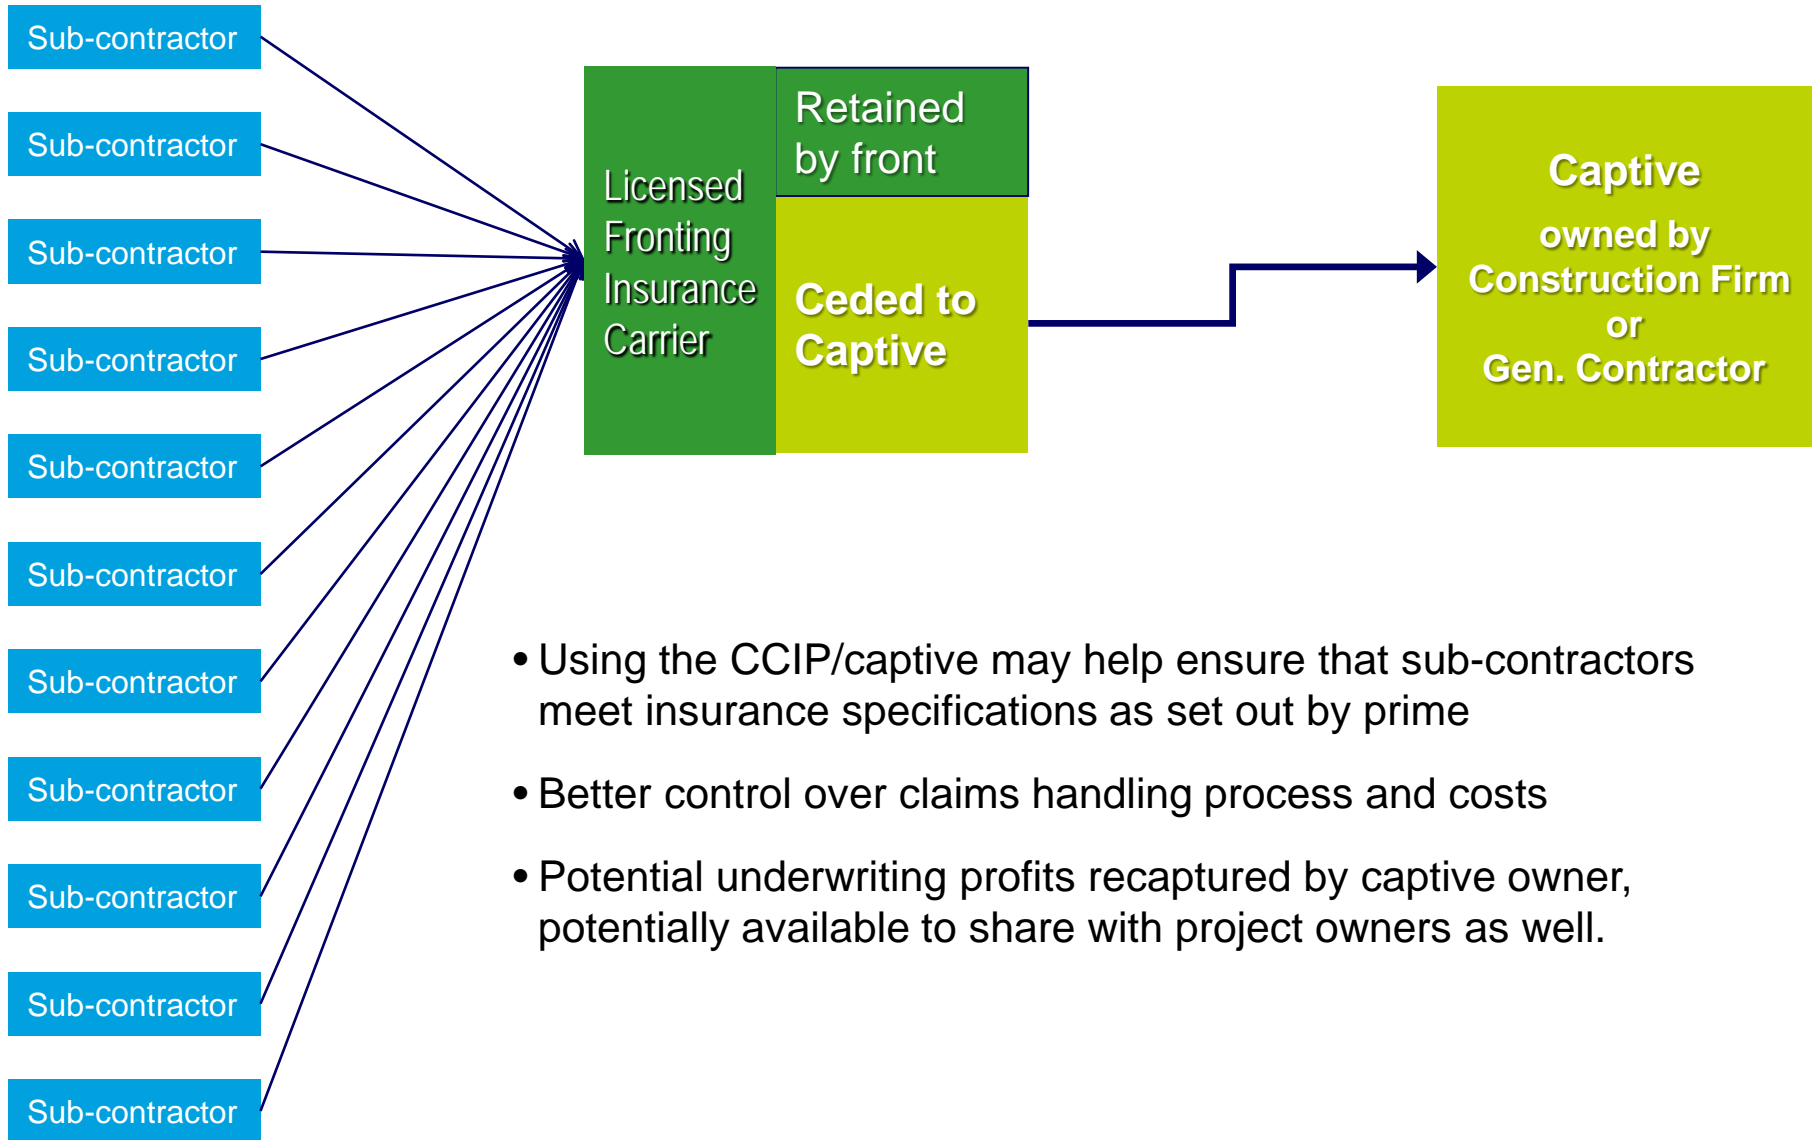 Sub-contractor
Sub-contractor
Sub-contractor
Sub-contractor
Sub-contractor
Sub-contractor
Sub-contractor
Sub-contractor
Sub-contractor
Sub-contractor
Sub-contractor
Licensed
Fronting
Insurance
Carrier
Retained
by front
Ceded to
Captive
Captive
owned by
Construction Firm
or
Gen. Contractor
• Using the CCIP/captive may help ensure that sub-contractors
meet insurance specifications as set out by prime
• Better control over claims handling process and costs
• Potential underwriting profits recaptured by captive owner,
potentially available to share with project owners as well.